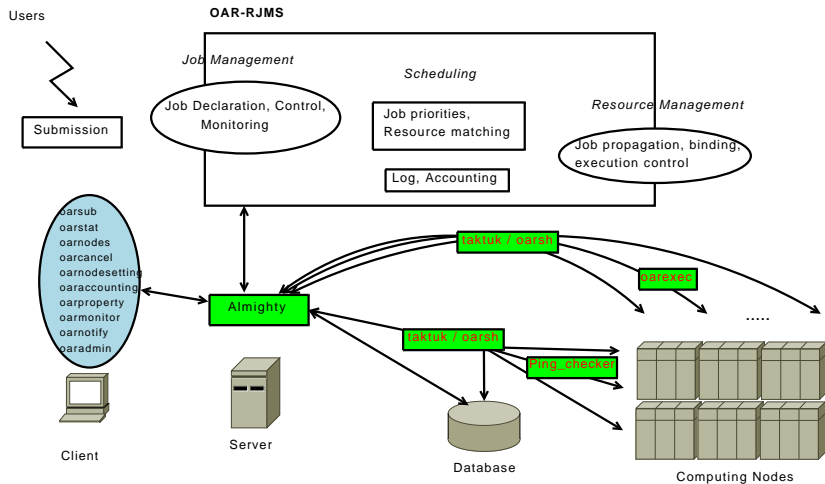 Users
OAR-RJMS
Job Management
Scheduling
Resource Management
Submission
Job Declaration, Control,
Monitoring
Job priorities,
Resource matching
Job propagation, binding,
execution control
Log, Accounting
oarsub
oarstat
oarnodes
oarcancel
oarnodesetting
oaraccounting
oarproperty
oarmonitor
oarnotify
oaradmin
Almighty
taktuk / oarsh
oarexec
.....
taktuk / oarsh
Ping_checker
Client
Server
Database
Computing Nodes